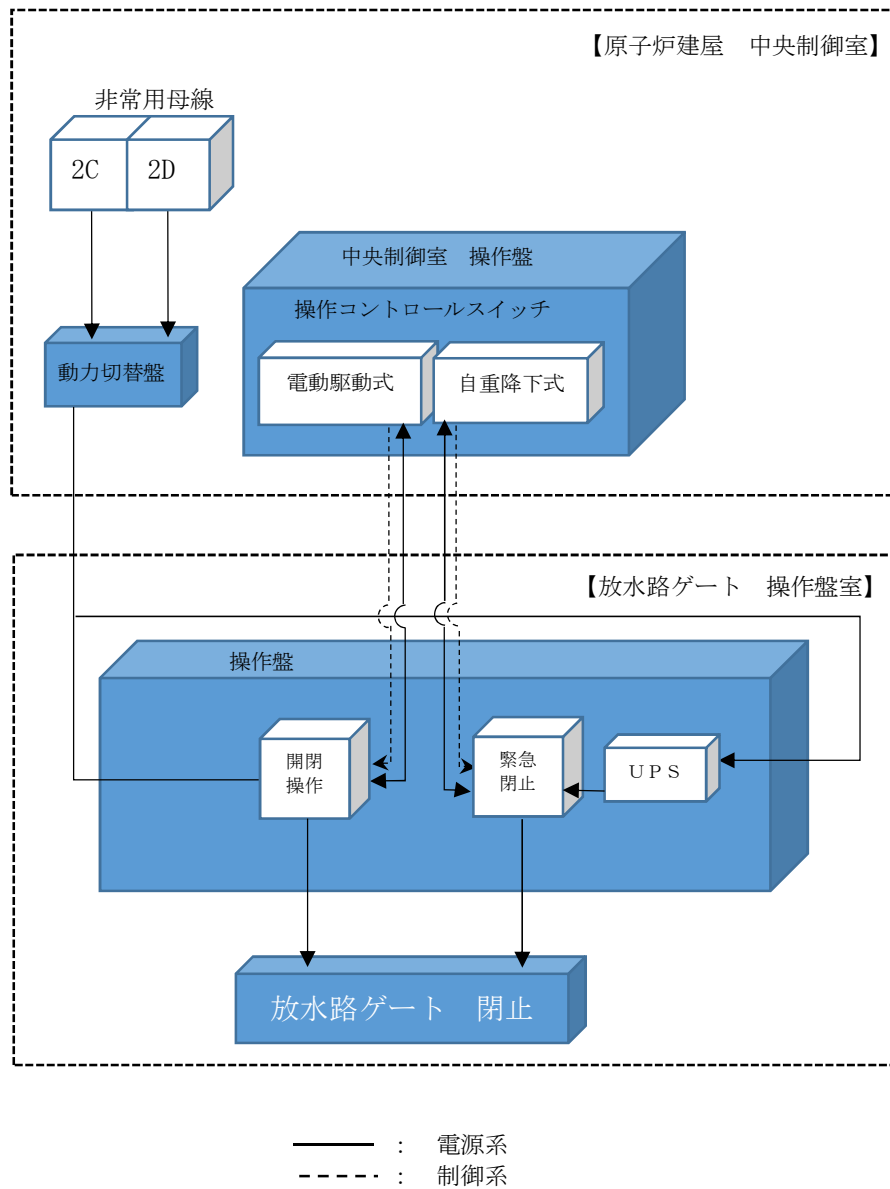 【原子炉建屋　中央制御室】
非常用母線
2C
2D
中央制御室　操作盤
操作コントロールスイッチ
電動駆動式
自重降下式
動力切替盤
【放水路ゲート　操作盤室】
操作盤
開閉
操作
緊急
閉止
ＵＰＳ
放水路ゲート　閉止
：　電源系
：　制御系